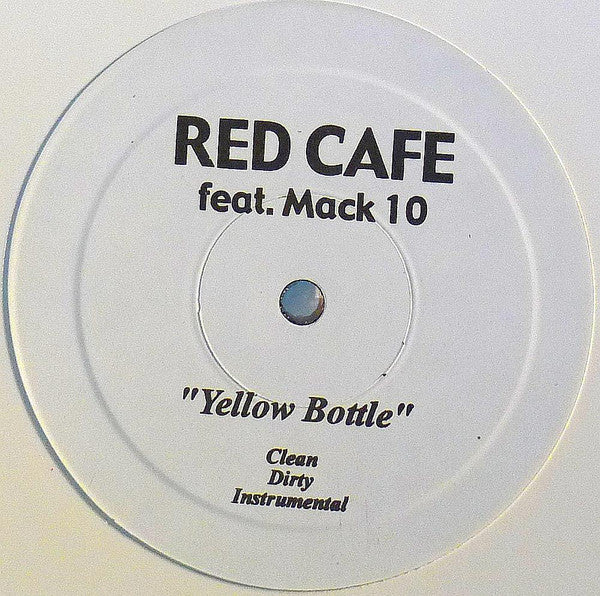 RED CAFE
feat. Mack 10
"Yellow Bottle"
Clean
Dirty
Instrumental